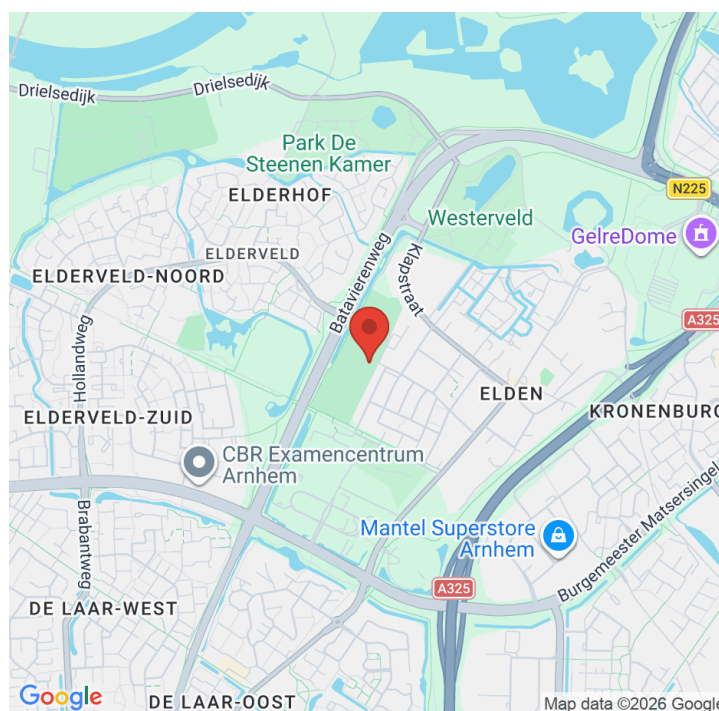 Drielsedijk
Drielsedijk
Park De
Steenen Kamer
ELDERHOF
N225
Westerveld
GelreDome
ELDERVELD
Klapstraat
Batavierenweg
ELDERVELD-NOORD
A325
Hollandweg
ELDEN
KRONENBURG
ELDERVELD-ZUID
CBR Examencentrum
Arnhem
Mantel Superstore
Arnhem
Burgemeester Matsersingel
Brabantweg
A325
DE LAAR-WEST
DE LAAR-OOST
Google
Map data ©2026 Google